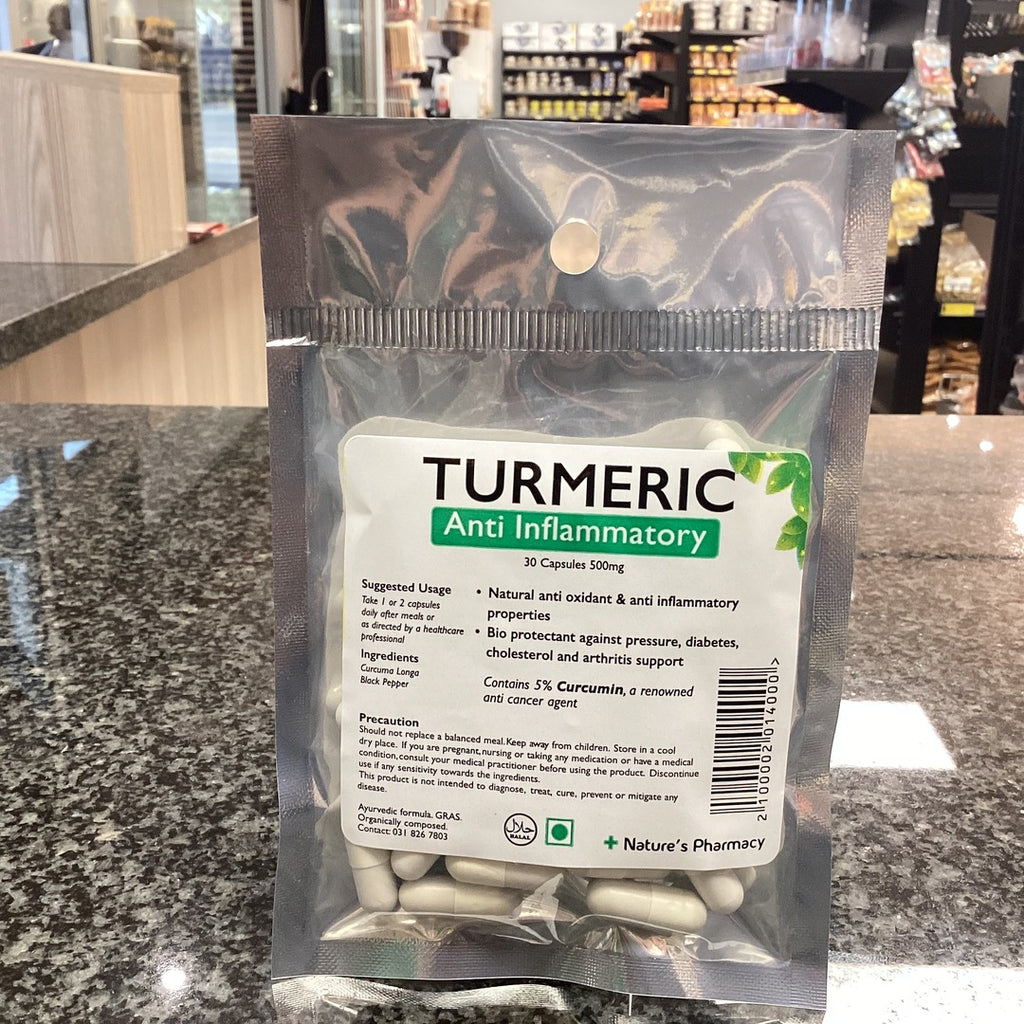 TURMERIC
Anti Inflammatory
30 Capsules 500mg
Suggested Usage
Take 1 or 2 capsules
daily after meals or
as directed by a healthcare
professional
Ingredients
Curcuma Longa
Black Pepper
• Natural anti oxidant & anti inflammatory
properties
• Bio protectant against pressure, diabetes,
cholesterol and arthritis support
Contains 5% Curcumin, a renowned
anti cancer agent
Precaution
Should not replace a balanced meal.Keep away from children. Store in a cool
dry place. If you are pregnant,nursing or taking any medication or have a medical
condition,consult your medical practitioner before using the product. Discontinue
use if any sensitivity towards the ingredients.
This product is not intended to diagnose, treat, cure, prevent or mitigate any
disease.
Ayurvedic formula. GRAS.
Organically composed.
Contact: 031 826 7803
حلال
HALAL
Nature's Pharmacy
2 100002 014000 >